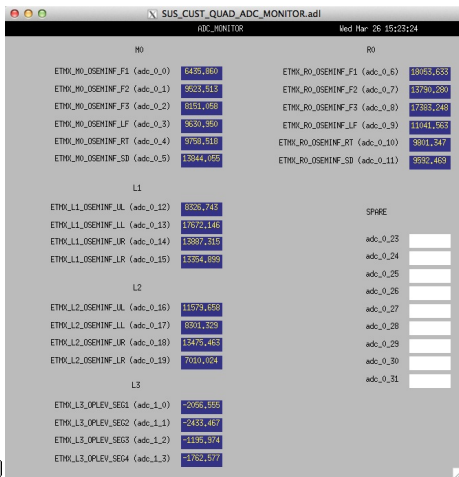 SUS_CUST_QUAD_ADC_MONITOR.adl
ADC_MONITOR Wed Mar 26 15:23:24
M0
ETMX_M0_OSEMINF_F1 (adc_0_0) 6435.860
ETMX_M0_OSEMINF_F2 (adc_0_1) 9523.513
ETMX_M0_OSEMINF_F3 (adc_0_2) 8151.058
ETMX_M0_OSEMINF_LF (adc_0_3) 9630.950
ETMX_M0_OSEMINF_RT (adc_0_4) 9758.518
ETMX_M0_OSEMINF_SD (adc_0_5) 13844.055
R0
ETMX_R0_OSEMINF_F1 (adc_0_6) 18053.633
ETMX_R0_OSEMINF_F2 (adc_0_7) 13790.280
ETMX_R0_OSEMINF_F3 (adc_0_8) 17383.248
ETMX_R0_OSEMINF_LF (adc_0_9) 11041.563
ETMX_R0_OSEMINF_RT (adc_0_10) 9801.347
ETMX_R0_OSEMINF_SD (adc_0_11) 9592.469
L1
ETMX_L1_OSEMINF_UL (adc_0_12) 8326.743
ETMX_L1_OSEMINF_LL (adc_0_13) 17672.146
ETMX_L1_OSEMINF_UR (adc_0_14) 13887.315
ETMX_L1_OSEMINF_LR (adc_0_15) 13354.899
L2
ETMX_L2_OSEMINF_UL (adc_0_16) 11579.658
ETMX_L2_OSEMINF_LL (adc_0_17) 8301.329
ETMX_L2_OSEMINF_UR (adc_0_18) 13475.463
ETMX_L2_OSEMINF_LR (adc_0_19) 7010.024
L3
ETMX_L3_OPLEV_SEG1 (adc_1_0) -2056.555
ETMX_L3_OPLEV_SEG2 (adc_1_1) -2433.467
ETMX_L3_OPLEV_SEG3 (adc_1_2) -1195.974
ETMX_L3_OPLEV_SEG4 (adc_1_3) -1762.577
SPARE
adc_0_23
adc_0_24
adc_0_25
adc_0_26
adc_0_27
adc_0_28
adc_0_29
adc_0_30
adc_0_31